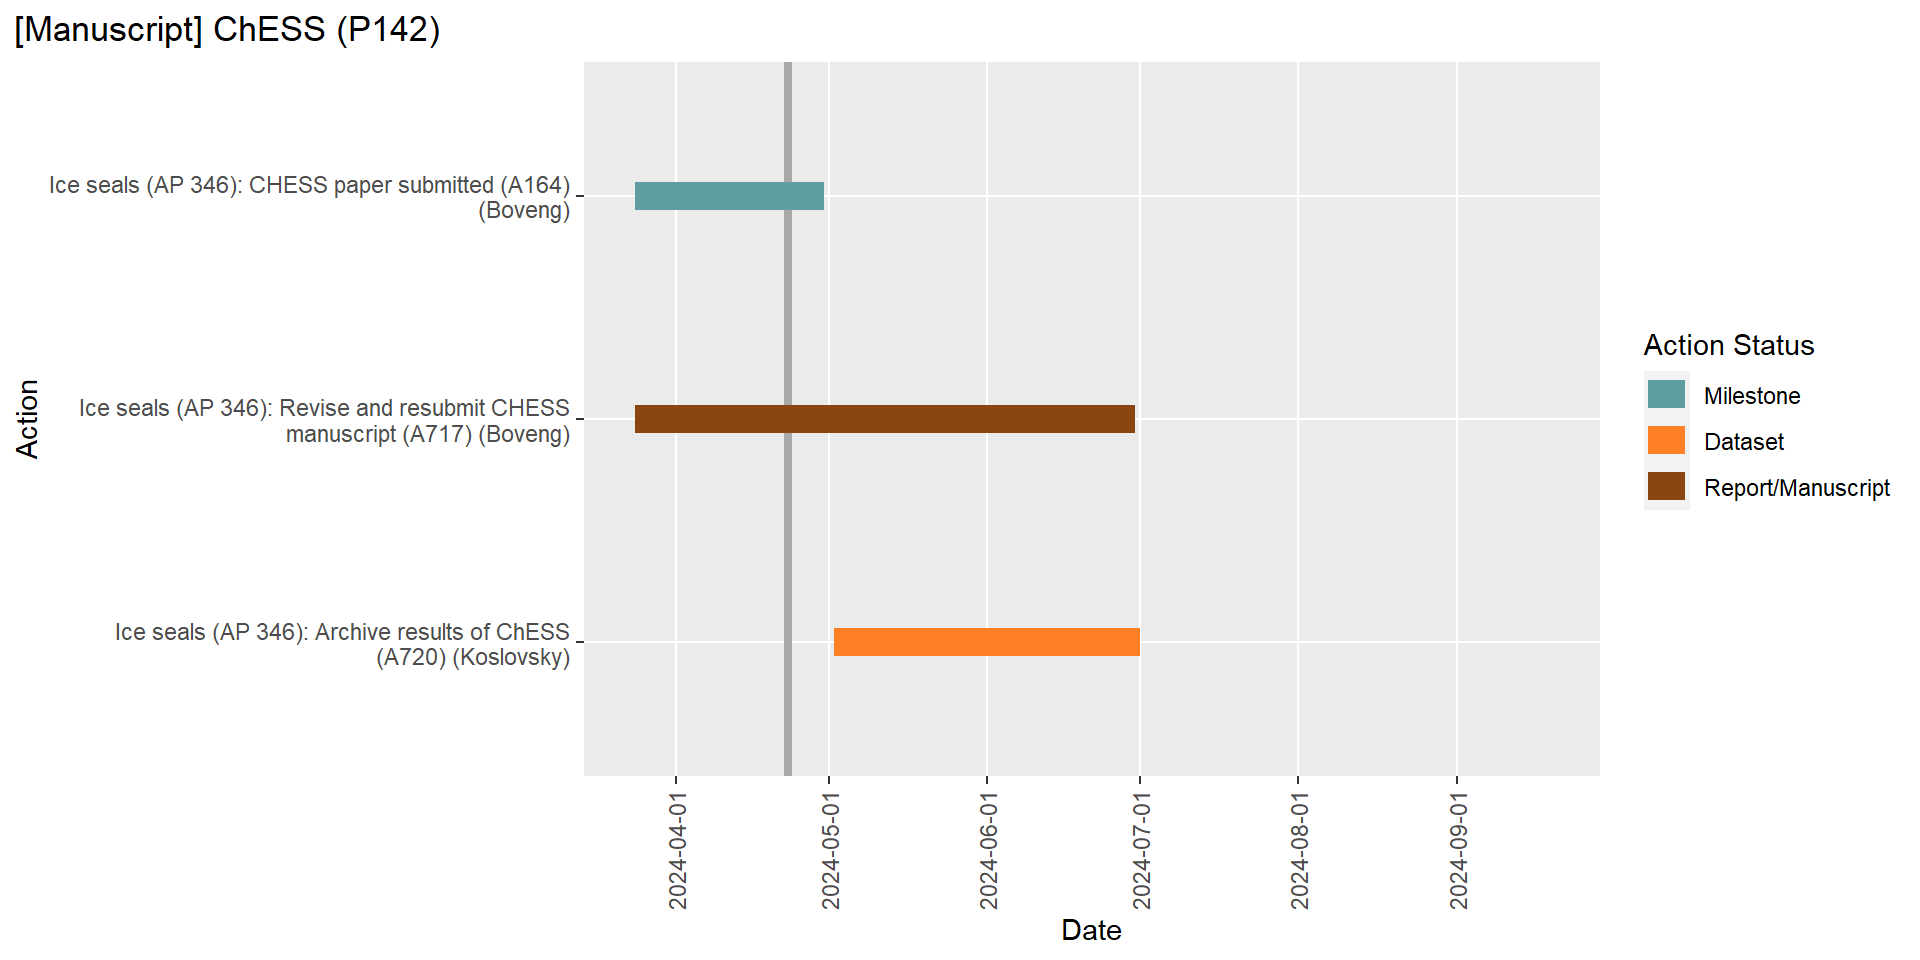 [Manuscript] ChESS (P142)
Action
Ice seals (AP 346): CHESS paper submitted (A164)
(Boveng)
Ice seals (AP 346): Revise and resubmit CHESS
manuscript (A717) (Boveng)
Ice seals (AP 346): Archive results of ChESS
(A720) (Koslovsky)
2024-04-01
2024-05-01
2024-06-01
2024-07-01
2024-08-01
2024-09-01
Date
Action Status
Milestone
Dataset
Report/Manuscript